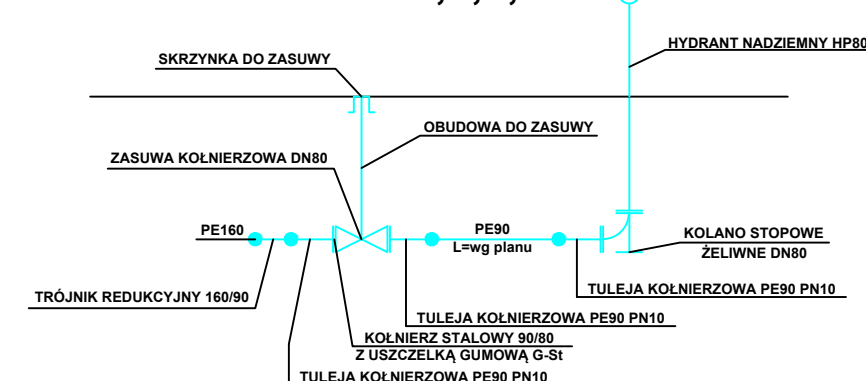 HYDRANT NADZIEMNY HP80
SKRZYNKA DO ZASUWY
OBUDOWA DO ZASUWY
ZASUWA KOŁNIERZOWA DN80
PE160
PE90
L=wg planu
KOLANO STOPOWE
ŻELIWNE DN80
TRÓJNIK REDUKCYJNY 160/90
TULEJA KOŁNIERZOWA PE90 PN10
TULEJA KOŁNIERZOWA PE90 PN10
KOŁNIERZ STALOWY 90/80
Z USZCZELKĄ GUMOWĄ G-St
TULEJA KOŁNIERZOWA PE90 PN10